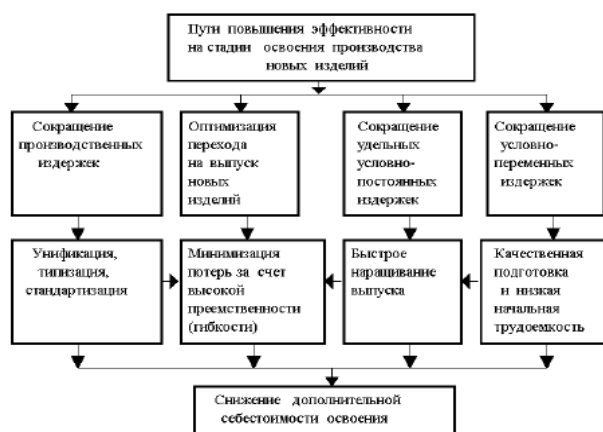 Пути повышения эффективности
на стадии освоения производства
новых изделий
Сокращение
производственных
издержек
Оптимизация
перехода
на выпуск
новых
изделий
Сокращение
удельных
условно-
постоянных
издержек
Сокращение
условно-
переменных
издержек
Унификация,
типизация,
стандартизация
Минимизация
потерь за счет
высокой
преемственности
(гибкости)
Быстрое
наращивание
выпуска
Качественная
подготовка
и низкая
начальная
трудоемкость
Снижение дополнительной
себестоимости освоения